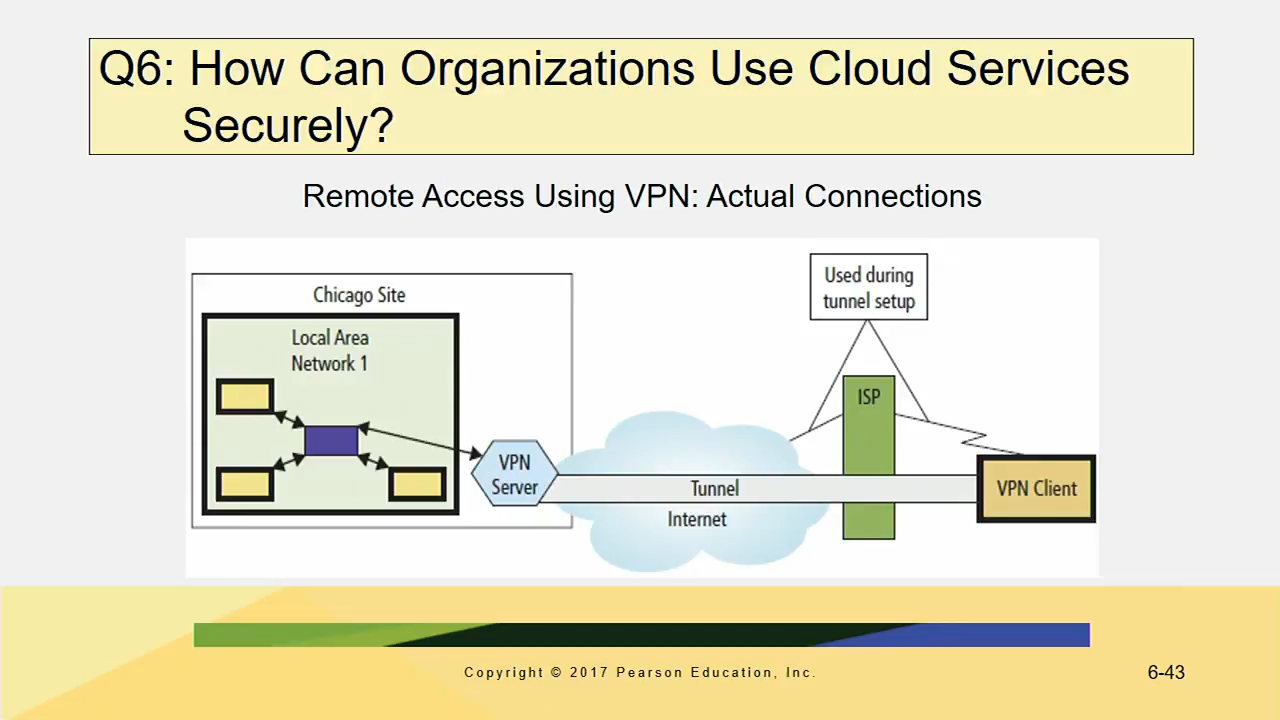 Q6: How Can Organizations Use Cloud Services
Securely?
Remote Access Using VPN: Actual Connections
Used during
tunnel setup
Chicago Site
Local Area
Network 1
ISP
VPN
Server
Tunnel
VPN Client
Internet
Copyright © 2017 Pearson Education, Inc.
6-43